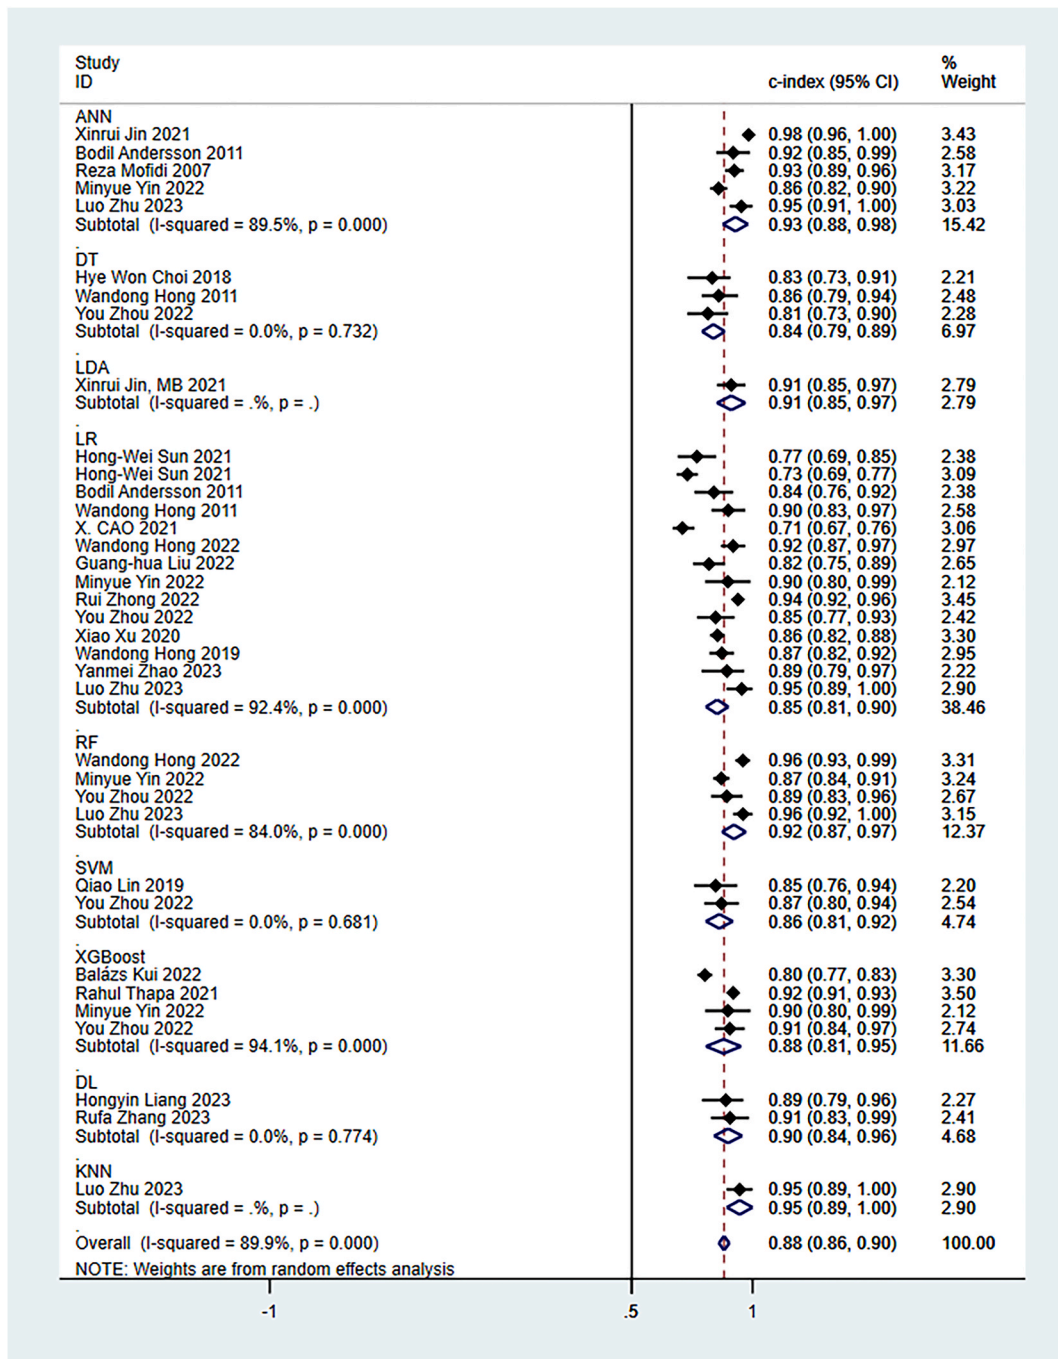 Study
ID
c-index (95% CI)
%
Weight
ANN
Xinrui Jin 2021 0.98 (0.96, 1.00) 3.43
Bodil Andersson 2011 0.92 (0.85, 0.99) 2.58
Reza Mofidi 2007 0.93 (0.89, 0.96) 3.17
Minyue Yin 2022 0.86 (0.82, 0.90) 3.22
Luo Zhu 2023 0.95 (0.91, 1.00) 3.03
Subtotal (I-squared = 89.5%, p = 0.000) 0.93 (0.88, 0.98) 15.42
.
DT
Hye Won Choi 2018 0.83 (0.73, 0.91) 2.21
Wandong Hong 2011 0.86 (0.79, 0.94) 2.48
You Zhou 2022 0.81 (0.73, 0.90) 2.28
Subtotal (I-squared = 0.0%, p = 0.732) 0.84 (0.79, 0.89) 6.97
.
LDA
Xinrui Jin, MB 2021 0.91 (0.85, 0.97) 2.79
Subtotal (I-squared = .%, p = .) 0.91 (0.85, 0.97) 2.79
.
LR
Hong-Wei Sun 2021 0.77 (0.69, 0.85) 2.38
Hong-Wei Sun 2021 0.73 (0.69, 0.77) 3.09
Bodil Andersson 2011 0.84 (0.76, 0.92) 2.38
Wandong Hong 2011 0.90 (0.83, 0.97) 2.58
X. CAO 2021 0.71 (0.67, 0.76) 3.06
Wandong Hong 2022 0.92 (0.87, 0.97) 2.97
Guang-hua Liu 2022 0.82 (0.75, 0.89) 2.65
Minyue Yin 2022 0.90 (0.80, 0.99) 2.12
Rui Zhong 2022 0.94 (0.92, 0.96) 3.45
You Zhou 2022 0.85 (0.77, 0.93) 2.42
Xiao Xu 2020 0.86 (0.82, 0.88) 3.30
Wandong Hong 2019 0.87 (0.82, 0.92) 2.95
Yanmei Zhao 2023 0.89 (0.79, 0.97) 2.22
Luo Zhu 2023 0.95 (0.89, 1.00) 2.90
Subtotal (I-squared = 92.4%, p = 0.000) 0.85 (0.81, 0.90) 38.46
.
RF
Wandong Hong 2022 0.96 (0.93, 0.99) 3.31
Minyue Yin 2022 0.87 (0.84, 0.91) 3.24
You Zhou 2022 0.89 (0.83, 0.96) 2.67
Luo Zhu 2023 0.96 (0.92, 1.00) 3.15
Subtotal (I-squared = 84.0%, p = 0.000) 0.92 (0.87, 0.97) 12.37
.
SVM
Qiao Lin 2019 0.85 (0.76, 0.94) 2.20
You Zhou 2022 0.87 (0.80, 0.94) 2.54
Subtotal (I-squared = 0.0%, p = 0.681) 0.86 (0.81, 0.92) 4.74
.
XGBoost
Balázs Kui 2022 0.80 (0.77, 0.83) 3.30
Rahul Thapa 2021 0.92 (0.91, 0.93) 3.50
Minyue Yin 2022 0.90 (0.80, 0.99) 2.12
You Zhou 2022 0.91 (0.84, 0.97) 2.74
Subtotal (I-squared = 94.1%, p = 0.000) 0.88 (0.81, 0.95) 11.66
.
DL
Hongyin Liang 2023 0.89 (0.79, 0.96) 2.27
Rufa Zhang 2023 0.91 (0.83, 0.99) 2.41
Subtotal (I-squared = 0.0%, p = 0.774) 0.90 (0.84, 0.96) 4.68
.
KNN
Luo Zhu 2023 0.95 (0.89, 1.00) 2.90
Subtotal (I-squared = .%, p = .) 0.95 (0.89, 1.00) 2.90
.
Overall (I-squared = 89.9%, p = 0.000) 0.88 (0.86, 0.90) 100.00
NOTE: Weights are from random effects analysis
-1 .5 1